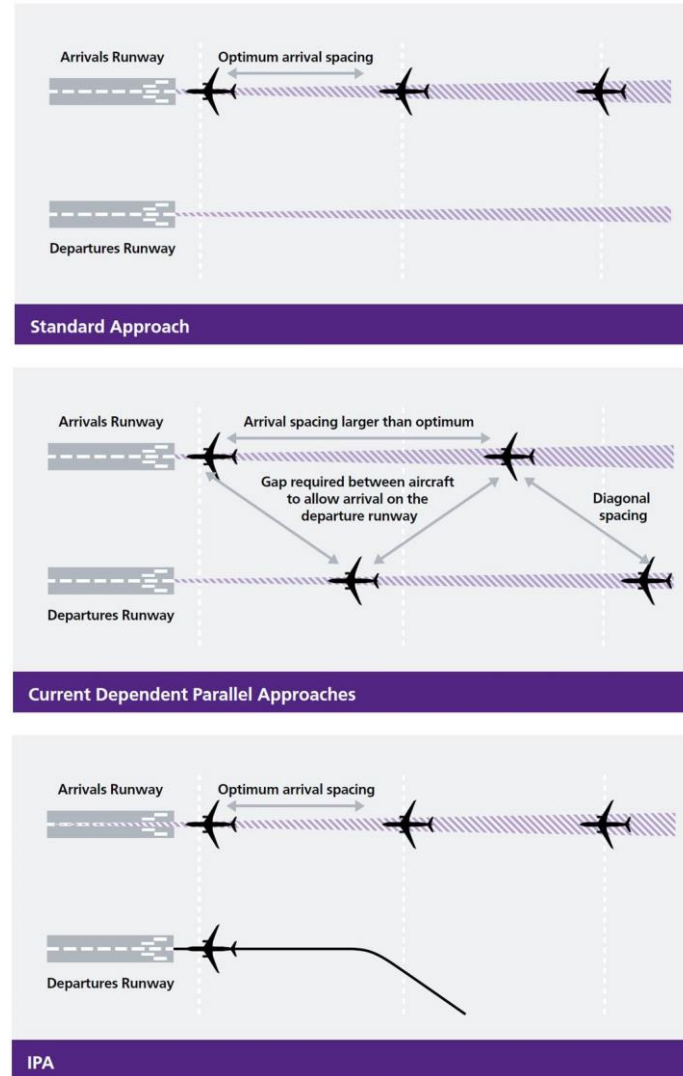 Arrivals Runway
Optimum arrival spacing
Departures Runway
Standard Approach
Arrivals Runway
Arrival spacing larger than optimum
Gap required between aircraft
to allow arrival on the
departure runway
Diagonal
spacing
Departures Runway
Current Dependent Parallel Approaches
Arrivals Runway
Optimum arrival spacing
Departures Runway
IPA